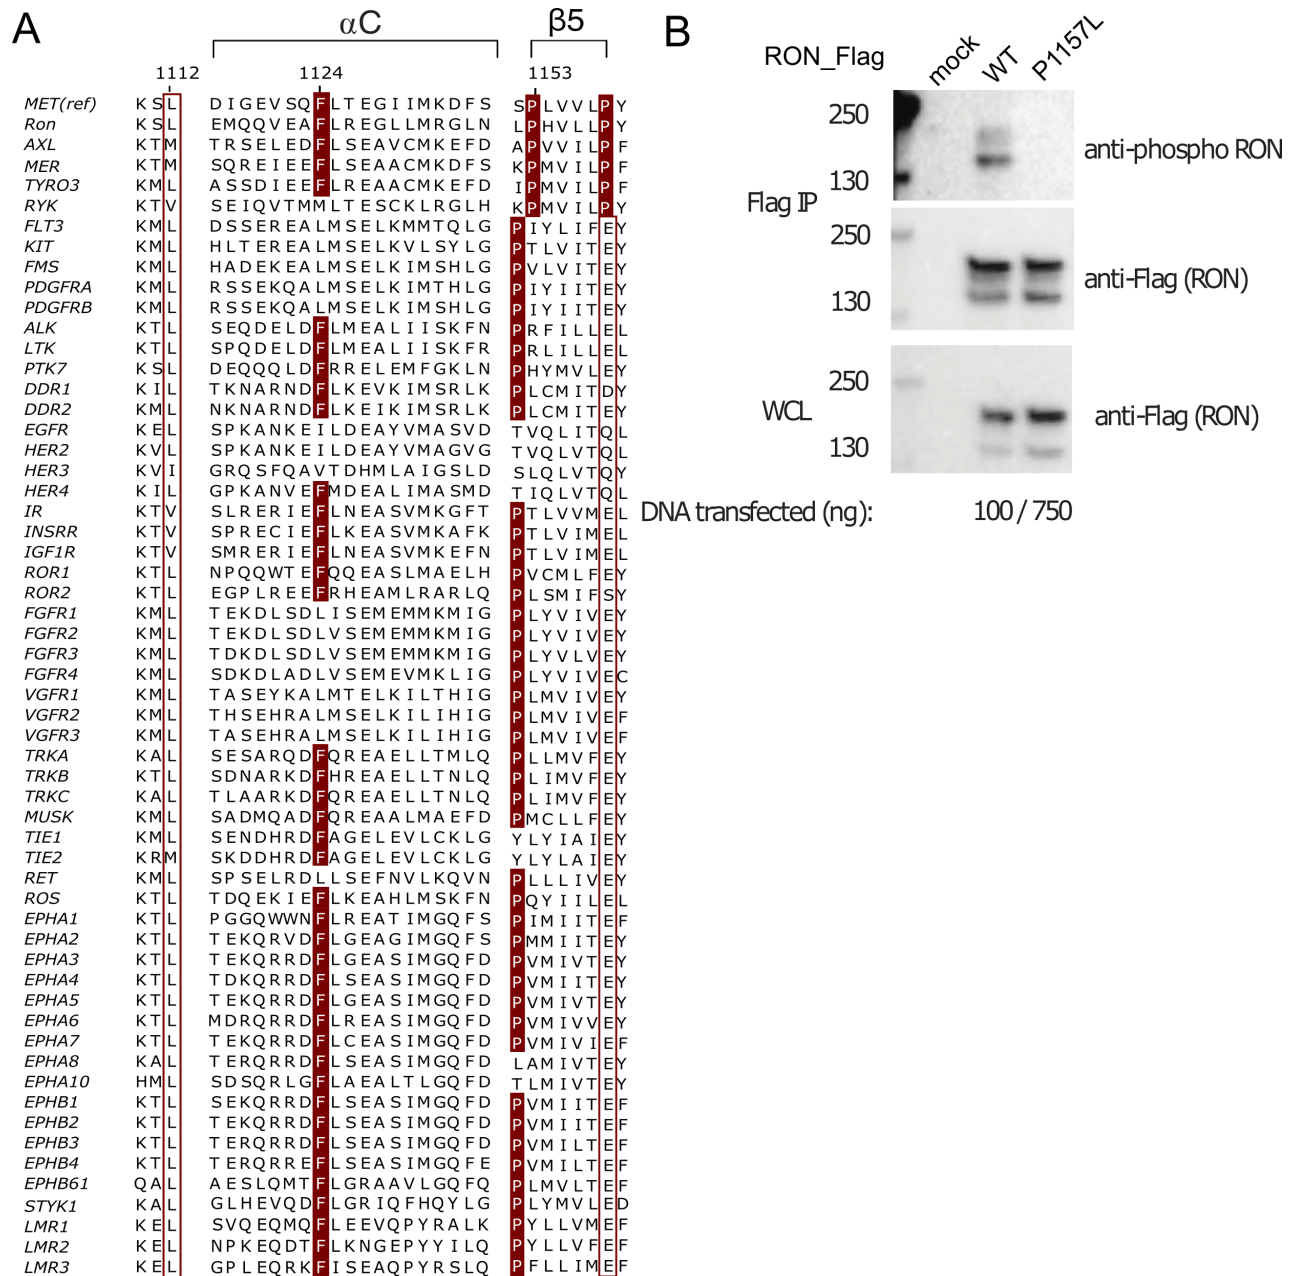 A
αC
β5
1112
1124
1153
MET(ref) KSL DIGEVSQFLTEGIIMKDFS SPLVVLPY
Ron KSL EMQQVEAFLREGLLMRGLN LPHVLLPY
AXL KTM TRSELEDFLSEAVCMKEFD APVVILPF
MER KTM SQREIEEFLSEAACMKEFD KPMVILPF
TYRO3 KML ASSDIEEFLREAACMKEFD IPMVILPF
RYK KTV SEIQVTMMLTESCKLRGLH KPMVILPY
FLT3 KML DSSEREALMSELKMMTQLG PIYLIFEY
KIT KML HLTEREALMSELKVLSYLG PTLVITEY
FMS KML HADEKEALMSELKIMSHLG PVLVITEY
PDGFRA KML RSSEKQALMSELKIMTHLG PIYIITEY
PDGFRB KML RSSEKQALMSELKIMSHLG PIYIITEY
ALK KTL SEQDELDFLMEALIISKFN PRFILLEL
LTK KTL SPQDELDFLMEALIISKFR PRLILLEL
PTK7 KSL DEQQQLDFRRELEMFGKLN PHYMVLEY
DDR1 KIL TKNARNDFLKEVKIMSRLK PLCMITDY
DDR2 KML NKNARNDFLKEIKIMSRLK PLCMITEY
EGFR KEL SPKANKEILDEAYVMASVD TVQLITQL
HER2 KVL SPKANKEILDEAYVMAGVG TVQLVTQL
HER3 KVI GRQSFQAVTDHMLAIGSLD SLQLVTQY
HER4 KIL GPKANVEFMDEALIMASMD TIQLVTQL
IR KTV SLRERIEFLNEASVMKGFT PTLVVMEL
INSRR KTV SPRECIEFLKEASVMKAFK PTLVIMEL
IGF1R KTV SMRERIEFLNEASVMKEFN PTLVIMEL
ROR1 KTL NPQQWTEFQQEASLMAELH PVCMLFEY
ROR2 KTL EGPLREEFRHEAMLRARLQ PLSMIFSY
FGFR1 KML TEKDLSDLISEMEMMKMIG PLYVIVEY
FGFR2 KML TEKDLSDLVSEMEMMKMIG PLYVIVEY
FGFR3 KML TDKDLSDLVSEMEMMKMIG PLYVLVEY
FGFR4 KML SDKDLADLVSEMEVMKLIG PLYVIVEC
VGFR1 KML TASEYKALMTELKILTHIG PLMVIVEY
VGFR2 KML THSEHRALMSELKILIHIG PLMVIVEF
VGFR3 KML TASEHRALMSELKILIHIG PLMVIVEF
TRKA KAL SESARQDFQREAELLTMLQ PLLMVFEY
TRKB KTL SDNARKDFHREAELLTNLQ PLIMVFEY
TRKC KAL TLAARKDFQREAELLTNLQ PLIMVFEY
MUSK KML SADMQADFQREAALMAEFD PMCLLFEY
TIE1 KML SENDHRDFAGELEVLCKLG YLYIAIEY
TIE2 KRM SKDDHRDFAGELEVLCKLG YLYLAIEY
RET KML SPSELRDLLSEFNVLKQVN PLLLIVEY
ROS KTL TDQEKIEFLKEAHLMSKFN PQYIILEL
EPHA1 KTL PGGQWWNFLREATIMGQFS PIMIITEF
EPHA2 KTL TEKQRVDFLGEAGIMGQFS PMMIITEY
EPHA3 KTL TEKQRRDFLGEASIMGQFD PVMIVTEY
EPHA4 KTL TDKQRRDFLSEASIMGQFD PVMIITEY
EPHA5 KTL TEKQRRDFLGEASIMGQFD PVMIVTEY
EPHA6 KTL MDRQRRDFLREASIMGQFD PVMIVVEY
EPHA7 KTL TEKQRRDFLCEASIMGQFD PVMIVIEF
EPHA8 KAL TERQRRDFLSEASIMGQFD LAMIVTEY
EPHA10 HML SDSQRLGFLAEALTLGQFD TLMIVTEY
EPHB1 KTL SEKQRRDFLSEASIMGQFD PVMIITEF
EPHB2 KTL TEKQRRDFLSEASIMGQFD PVMIITEF
EPHB3 KTL TERQRRDFLSEASIMGQFD PVMILTEF
EPHB4 KTL TERQRREFLSEASIMGQFE PVMILTEF
EPHB61 QAL AESLQMTFLGRAAVLGQFQ PLMVLTEF
STYK1 KAL GLHEVQDFLGRIQFHQYLG PLYMVLED
LMR1 KEL SVQEQMQFLEEVQPYRALK PYLLVMEF
LMR2 KEL NPKEQDTFLKNGEPYYILQ PYLLVFEF
LMR3 KEL GPLEQRKFISEAQPYRSLQ PFLLIMEF
B
RON_Flag
mock
WT
P1157L
250
130
anti-phospho RON
Flag IP
250
130
anti-Flag (RON)
250
WCL
130
anti-Flag (RON)
DNA transfected (ng): 100 / 750